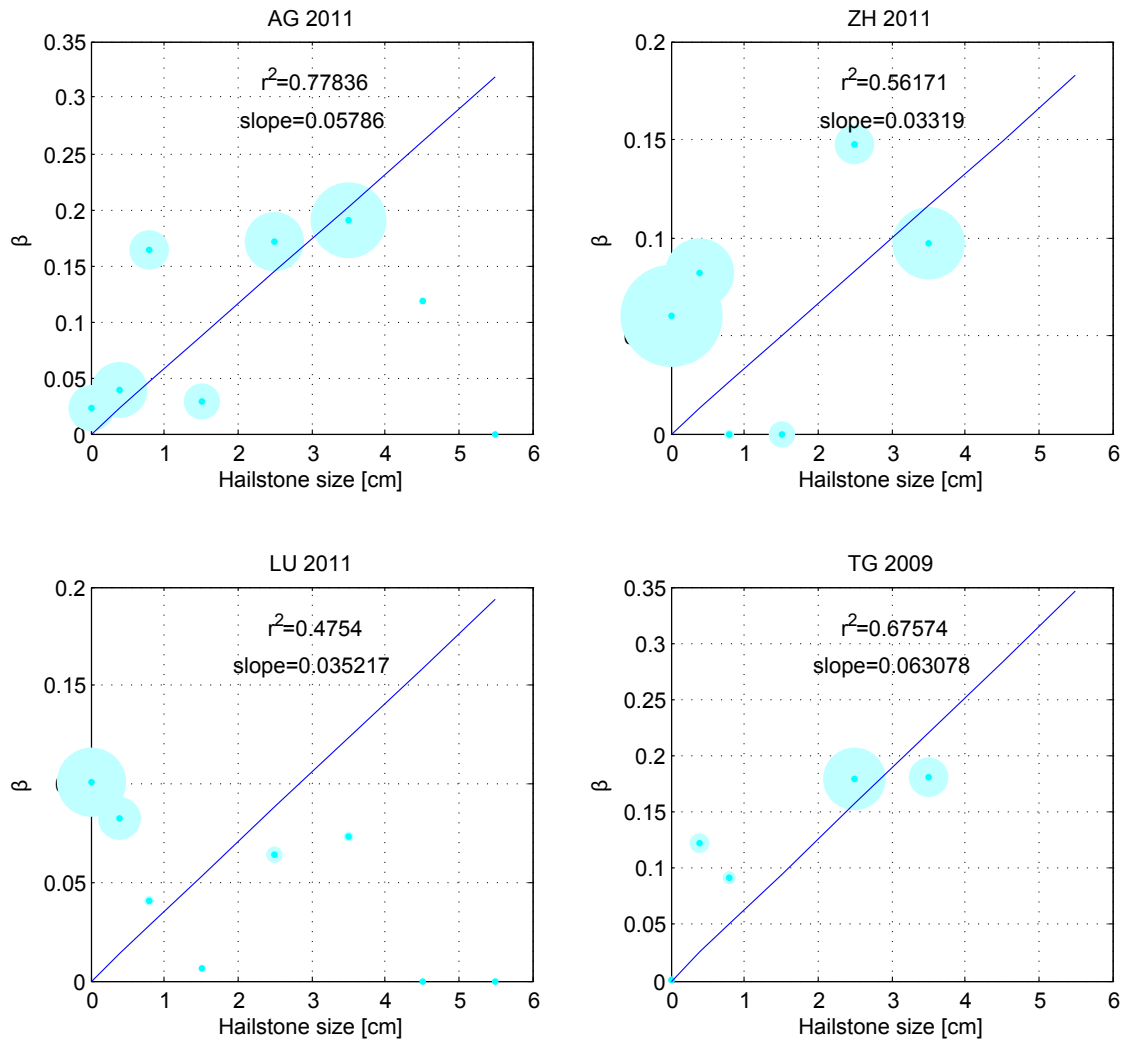 AG 2011
0.35
0.3
0.25
0.2
0.15
0.1
0.05
0
β
r2=0.77836
slope=0.05786
0 1 2 3 4 5 6
Hailstone size [cm]
ZH 2011
0.2
0.15
0.1
0
β
r2=0.56171
slope=0.03319
0 1 2 3 4 5 6
Hailstone size [cm]
LU 2011
0.2
0.15
0.05
0
β
r2=0.4754
slope=0.035217
0 1 2 3 4 5 6
Hailstone size [cm]
TG 2009
0.35
0.3
0.25
0.2
0.15
0.1
0.05
0
β
r2=0.67574
slope=0.063078
0 1 2 3 4 5 6
Hailstone size [cm]